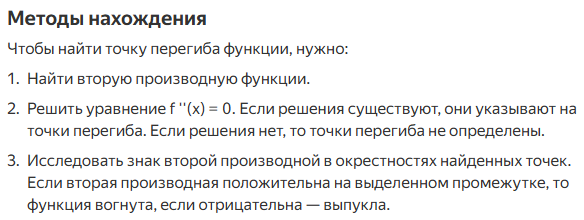 Методы нахождения
Чтобы найти точку перегиба функции, нужно:
1. Найти вторую производную функции.
2. Решить уравнение f ''(x) = 0. Если решения существуют, они указывают на
точки перегиба. Если решения нет, то точки перегиба не определены.
3. Исследовать знак второй производной в окрестностях найденных точек.
Если вторая производная положительна на выделенном промежутке, то
функция вогнута, если отрицательна — выпукла.